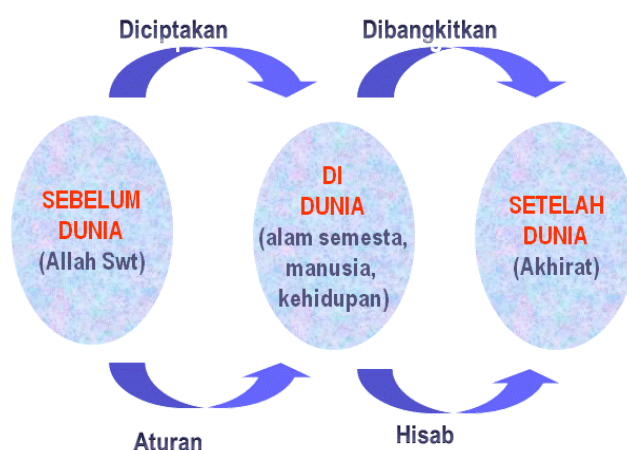 Diciptakan
Dibangkitkan
SEBELUM
DUNIA
(Allah Swt)
DI
DUNIA
(alam semesta,
manusia,
kehidupan)
SETELAH
DUNIA
(Akhirat)
Aturan
Hisab